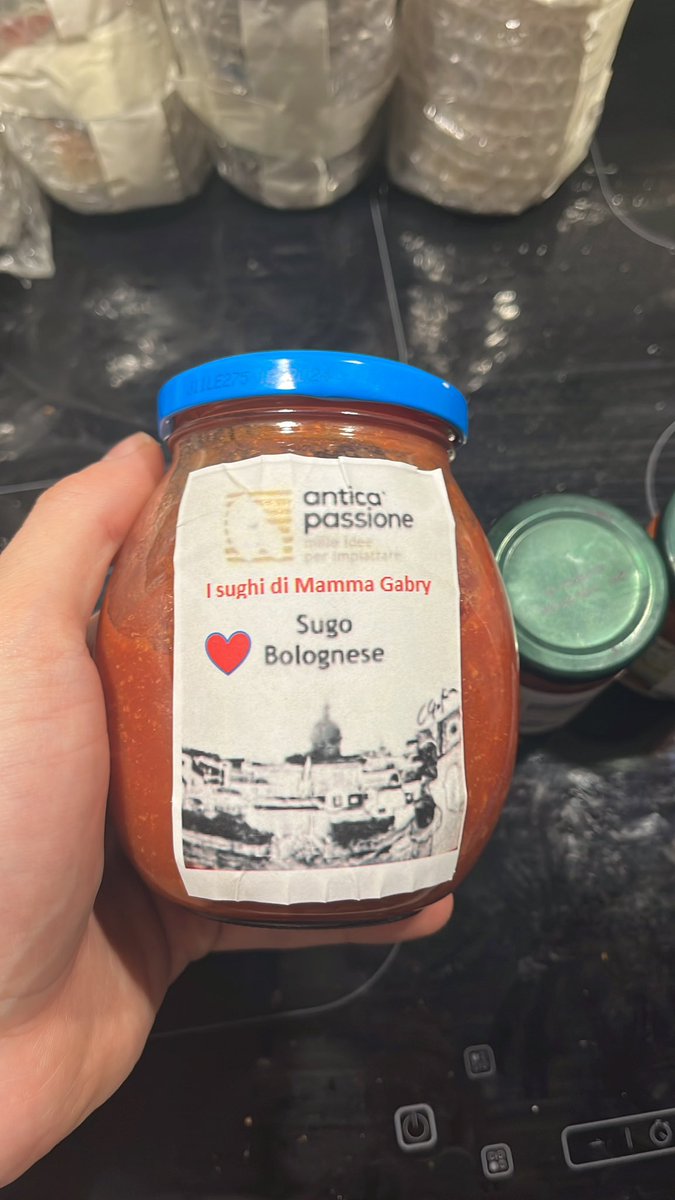 antica
passione
mille idee
per impiattare
I sughi di Mamma Gabry
Sugo
Bolognese